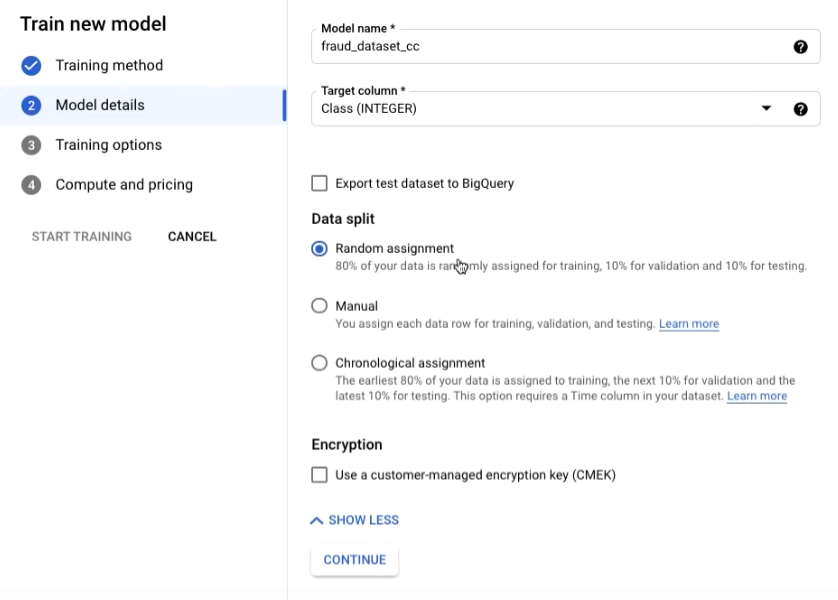 Train new model
Training method
2 Model details
3 Training options
4 Compute and pricing
START TRAINING CANCEL
Model name *
fraud_dataset_cc
?
Target column *
Class (INTEGER)
?
Export test dataset to BigQuery
Data split
Random assignment
80% of your data is randomly assigned for training, 10% for validation and 10% for testing.
Manual
You assign each data row for training, validation, and testing. Learn more
Chronological assignment
The earliest 80% of your data is assigned to training, the next 10% for validation and the
latest 10% for testing. This option requires a Time column in your dataset. Learn more
Encryption
Use a customer-managed encryption key (CMEK)
SHOW LESS
CONTINUE